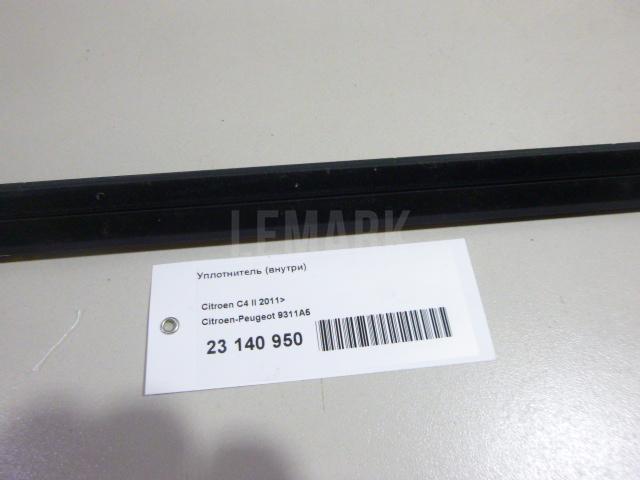 LEMARK
Уплотнитель (внутри)
Citroen C4 II 2011>
Citroen-Peugeot 9311A5
23 140 950